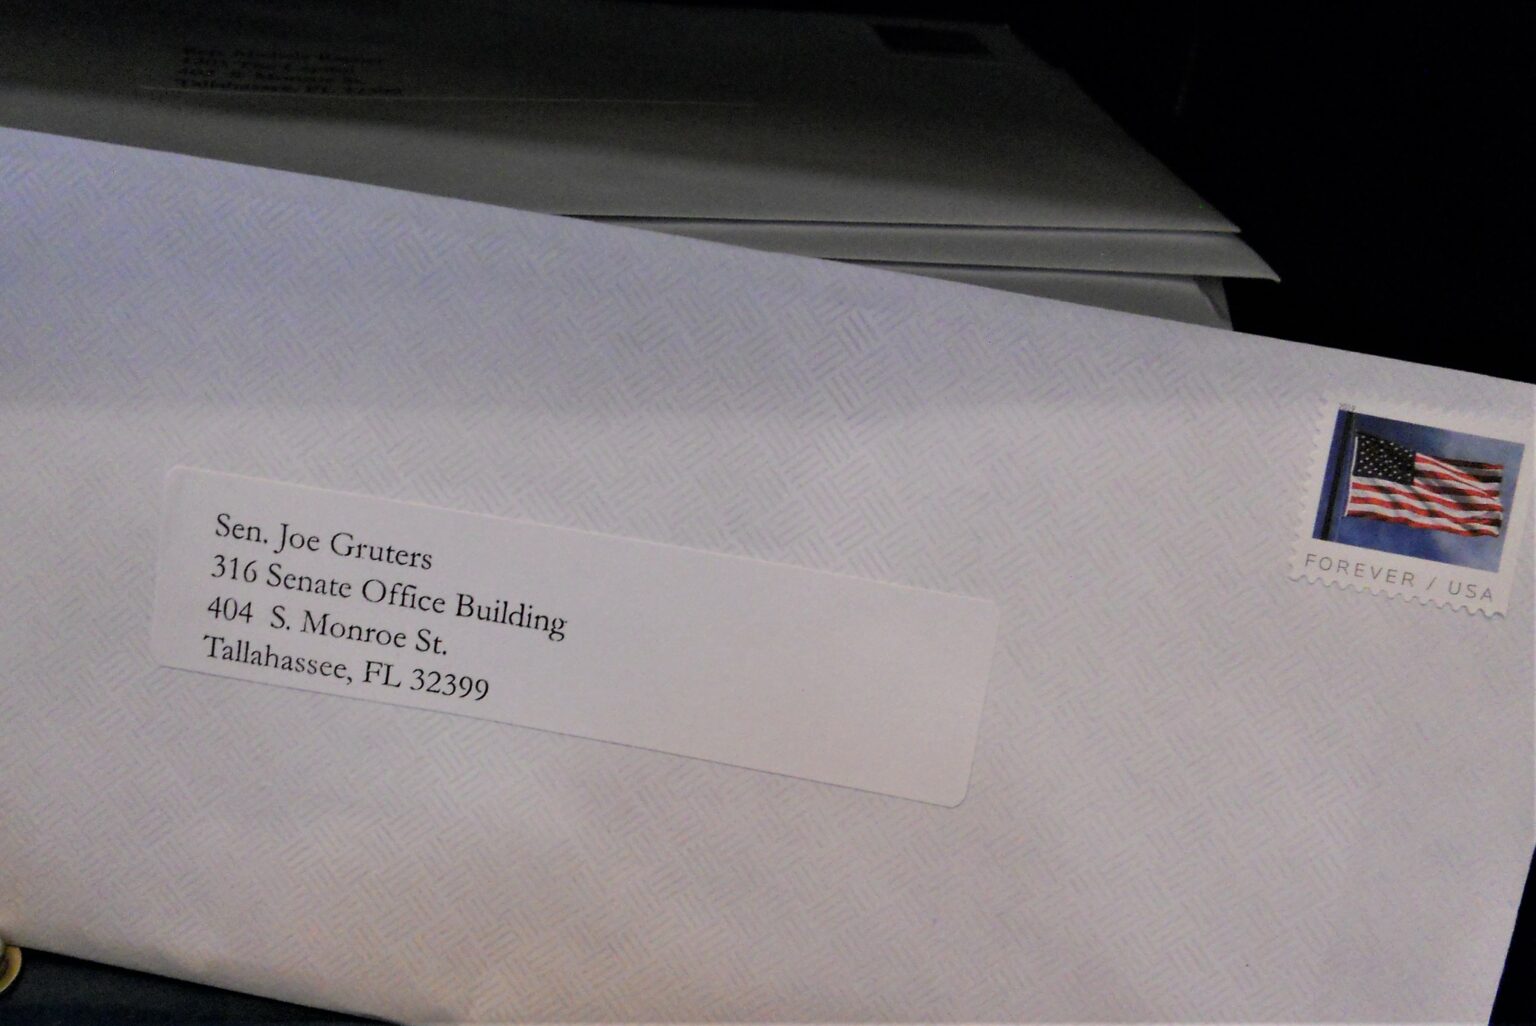 Sen. Joe Gruters
316 Senate Office Building
404  S. Monroe St.
Tallahassee, FL 32399
FOREVER / USA